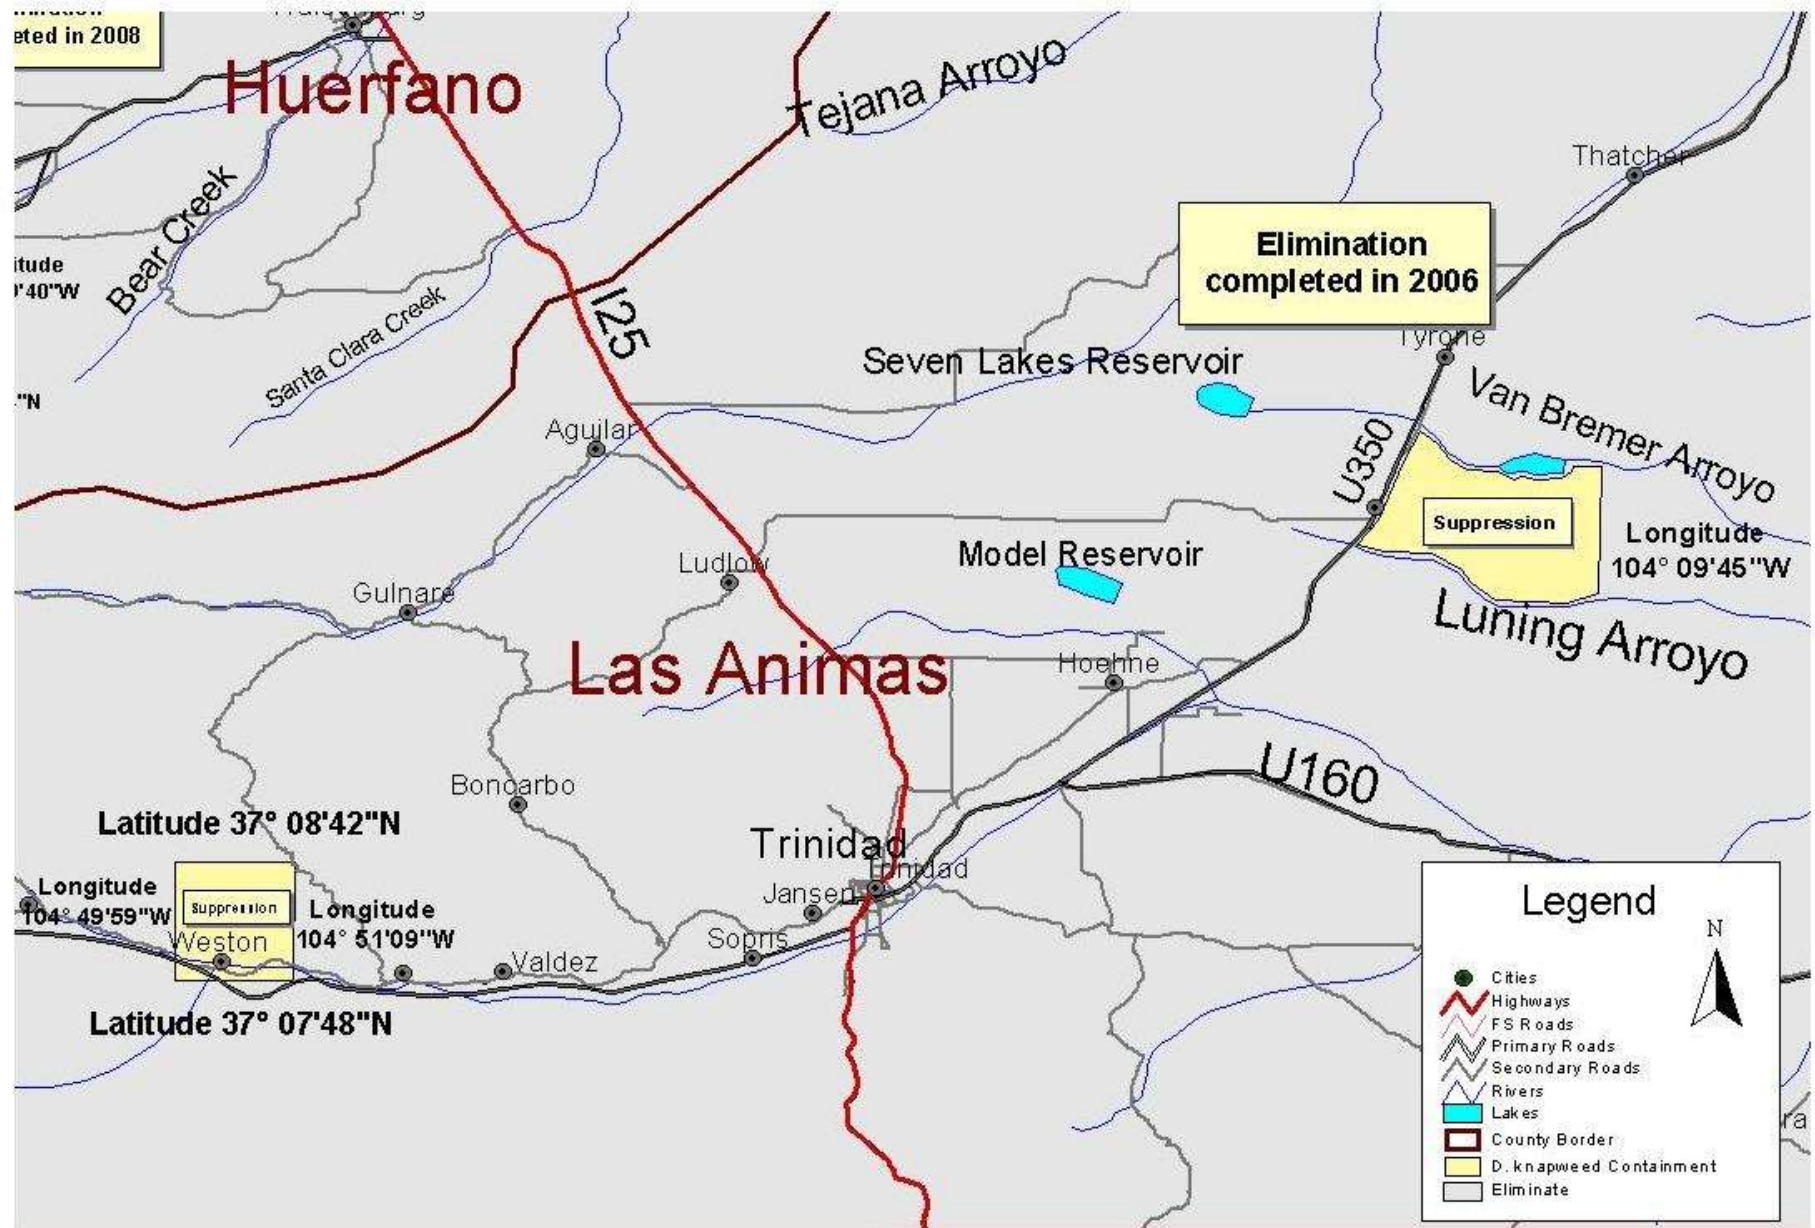 eted in 2008
Huerfano
Tejana Arroyo
Thatcher
Bear Creek
Elimination
completed in 2006
itude
'40"W
Santa Clara Creek
I25
Tyrone
Seven Lakes Reservoir
Van Bremer Arroyo
"N
Aguilar
U350
Suppression
Longitude
104° 09'45"W
Model Reservoir
Ludlow
Gulnare
Luning Arroyo
Las Animas
Hoehne
U160
Boncarbo
Latitude 37° 08'42"N
Trinidad
Trinidad
Jansen
Longitude
104° 49'59"W
Suppression
Longitude
104° 51'09"W
Weston
Valdez
Sopris
Latitude 37° 07'48"N
Legend
N
Cities
Highways
FS Roads
Primary Roads
Secondary Roads
Rivers
Lakes
County Border
D. knapweed Containment
Eliminate
ra